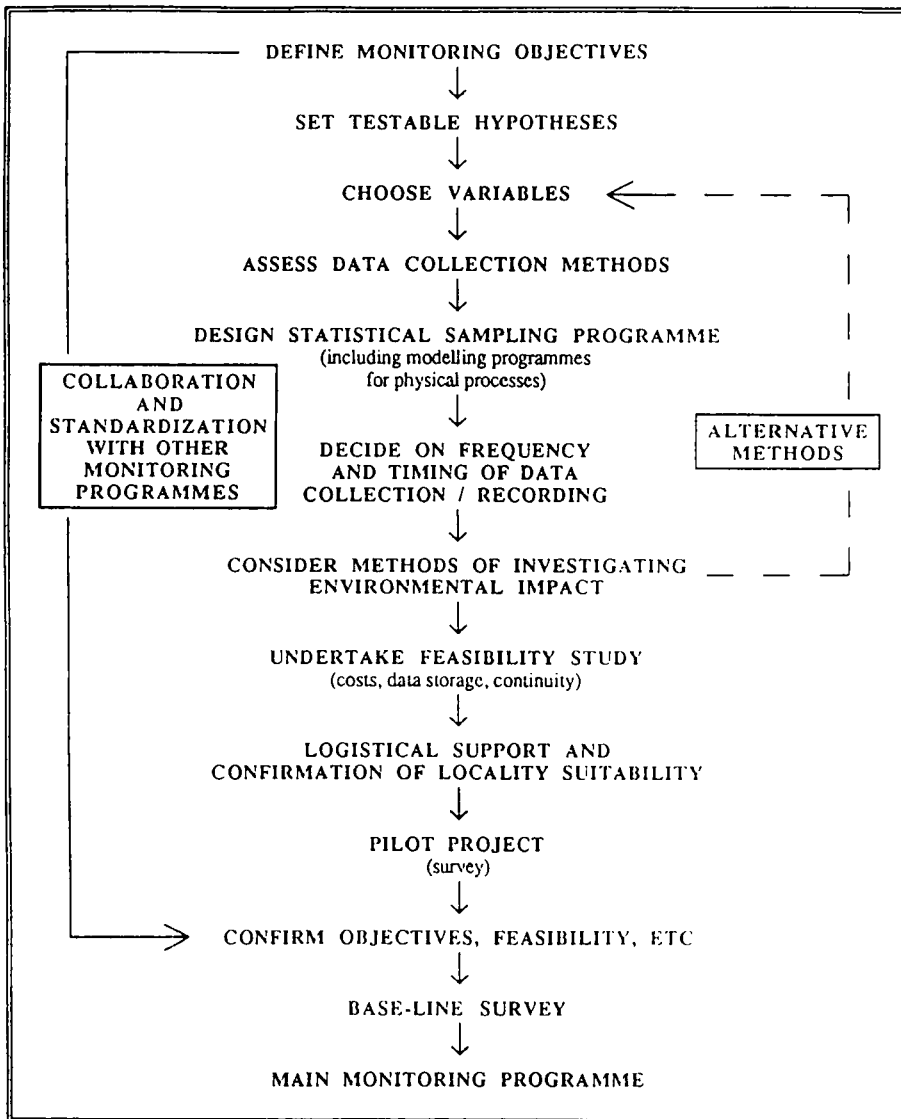 DEFINE MONITORING OBJECTIVES
SET TESTABLE HYPOTHESES
CHOOSE VARIABLES
ASSESS DATA COLLECTION METHODS
DESIGN STATISTICAL SAMPLING PROGRAMME
(including modelling programmes
for physical processes)
COLLABORATION
AND
STANDARDIZATION
WITH OTHER
MONITORING
PROGRAMMES
ALTERNATIVE
METHODS
DECIDE ON FREQUENCY
AND TIMING OF DATA
COLLECTION / RECORDING
CONSIDER METHODS OF INVESTIGATING
ENVIRONMENTAL IMPACT
UNDERTAKE FEASIBILITY STUDY
(costs, data storage, continuity)
LOGISTICAL SUPPORT AND
CONFIRMATION OF LOCALITY SUITABILITY
PILOT PROJECT
(survey)
CONFIRM OBJECTIVES, FEASIBILITY, ETC
BASE-LINE SURVEY
MAIN MONITORING PROGRAMME